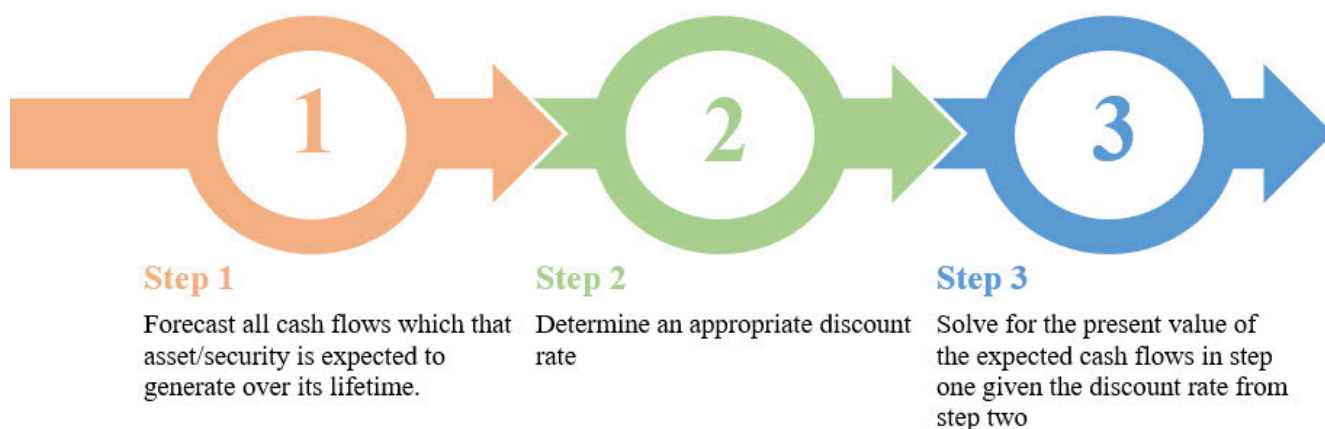 1
2
3
Step 1
Forecast all cash flows which that
asset/security is expected to
generate over its lifetime.
Step 2
Determine an appropriate discount
rate
Step 3
Solve for the present value of
the expected cash flows in step
one given the discount rate from
step two